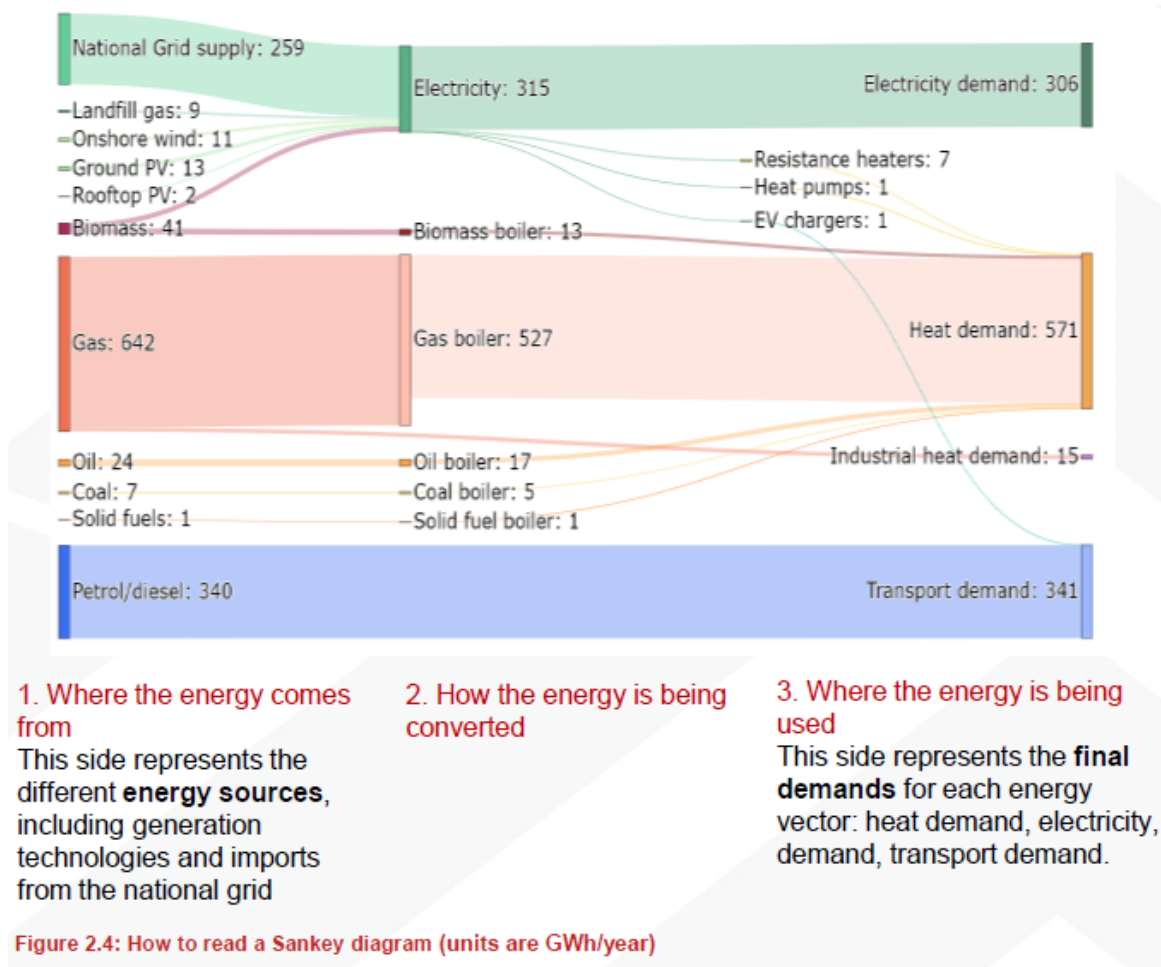 National Grid supply: 259
Landfill gas: 9
Onshore wind: 11
Ground PV: 13
Rooftop PV: 2
Biomass: 41
Gas: 642
Oil: 24
Coal: 7
Solid fuels: 1
Petrol/diesel: 340
Electricity: 315
Biomass boiler: 13
Gas boiler: 527
Oil boiler: 17
Coal boiler: 5
Solid fuel boiler: 1
Electricity demand: 306
Resistance heaters: 7
Heat pumps: 1
EV chargers: 1
Heat demand: 571
Industrial heat demand: 15
Transport demand: 341
1. Where the energy comes
from
This side represents the
different energy sources,
including generation
technologies and imports
from the national grid
2. How the energy is being
converted
3. Where the energy is being
used
This side represents the final
demands for each energy
vector: heat demand, electricity,
demand, transport demand.
Figure 2.4: How to read a Sankey diagram (units are GWh/year)